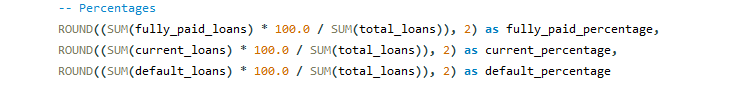 -- Percentages
ROUND((SUM(fully_paid_loans) * 100.0 / SUM(total_loans)), 2) as fully_paid_percentage,
ROUND((SUM(current_loans) * 100.0 / SUM(total_loans)), 2) as current_percentage,
ROUND((SUM(default_loans) * 100.0 / SUM(total_loans)), 2) as default_percentage